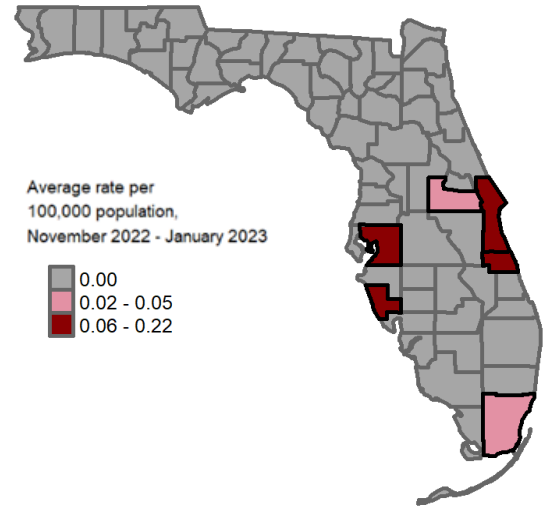 Average rate per
100,000 population,
November 2022 - January 2023
0.00
0.02 - 0.05
0.06 - 0.22